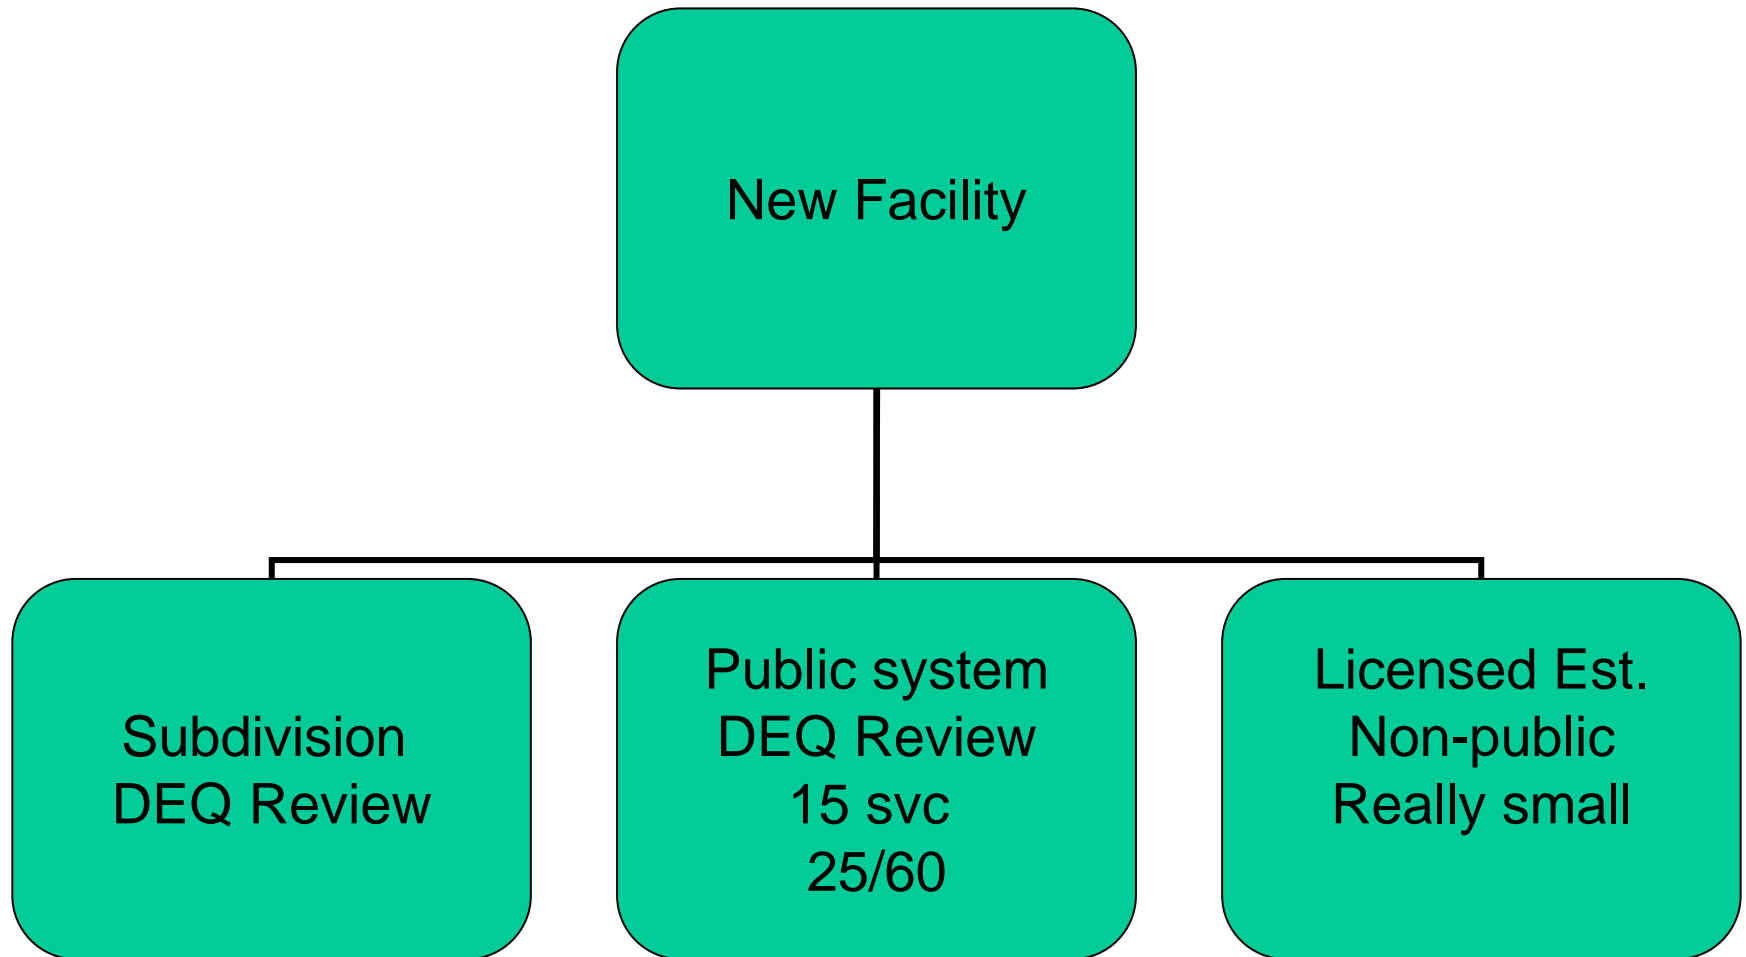 New Facility
Subdivision
DEQ Review
Public system
DEQ Review
15 svc
25/60
Licensed Est.
Non-public
Really small